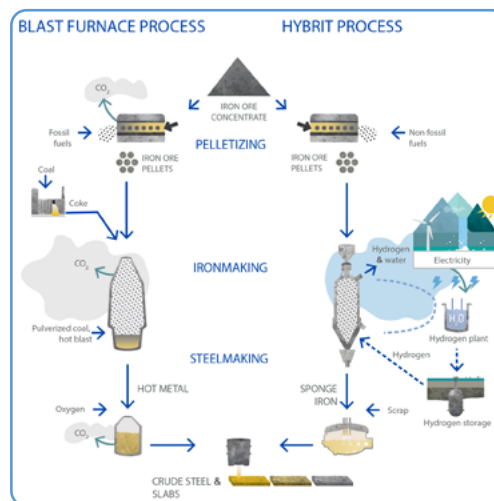 BLAST FURNACE PROCESS
HYBRIT PROCESS
CO2
IRON ORE
CONCENTRATE
Fossil
fuels
PELLETIZING
Non fossil
fuels
IRON ORE
PELLETS
IRON ORE
PELLETS
Coal
Coke
CO2
IRONMAKING
Hydrogen
& water
Electricity
H2O
Hydrogen plant
Pulverized coal,
hot blast
STEELMAKING
Hydrogen
HOT METAL
SPONGE
IRON
Hydrogen storage
Oxygen
Scrap
CO2
CRUDE STEEL &
SLABS